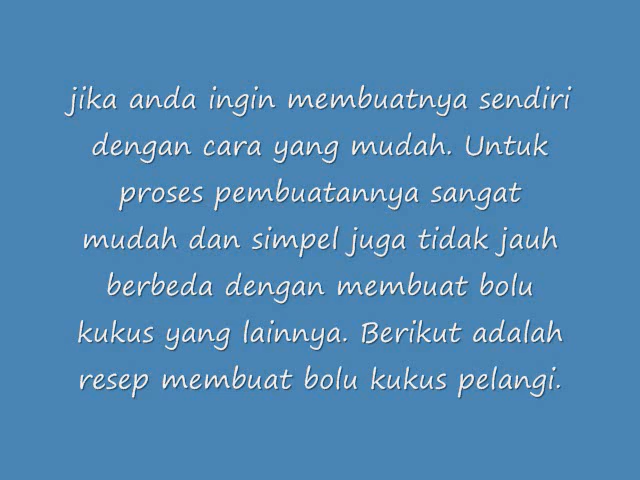 jika anda ingin membuatnya sendiri
dengan cara yang mudah. Untuk
proses pembuatannya sangat
mudah dan simpel juga tidak jauh
berbeda dengan membuat bolu
kukus yang lainnya. Berikut adalah
resep membuat bolu kukus pelangi.